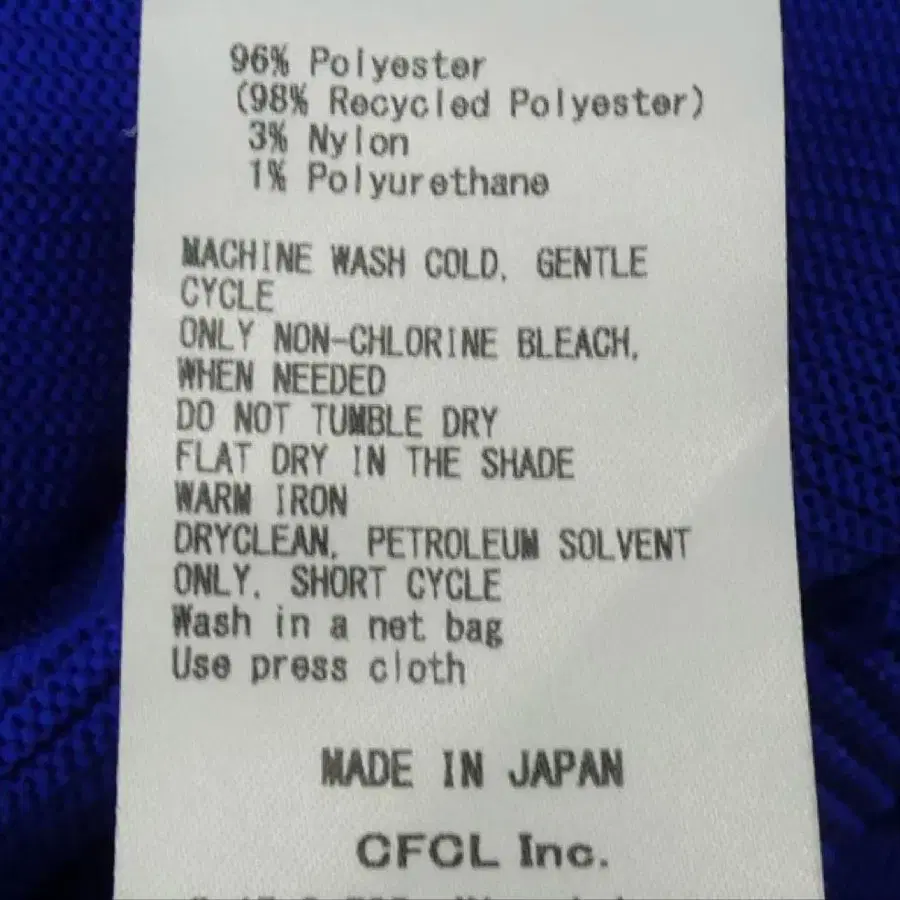 96% Polyester
(98% Recycled Polyester)
3% Nylon
1% Polyurethane
MACHINE WASH COLD, GENTLE
CYCLE
ONLY NON-CHLORINE BLEACH,
WHEN NEEDED
DO NOT TUMBLE DRY
FLAT DRY IN THE SHADE
WARM IRON
DRYCLEAN, PETROLEUM SOLVENT
ONLY, SHORT CYCLE
Wash in a net bag
Use press cloth
MADE IN JAPAN
CFCL Inc.